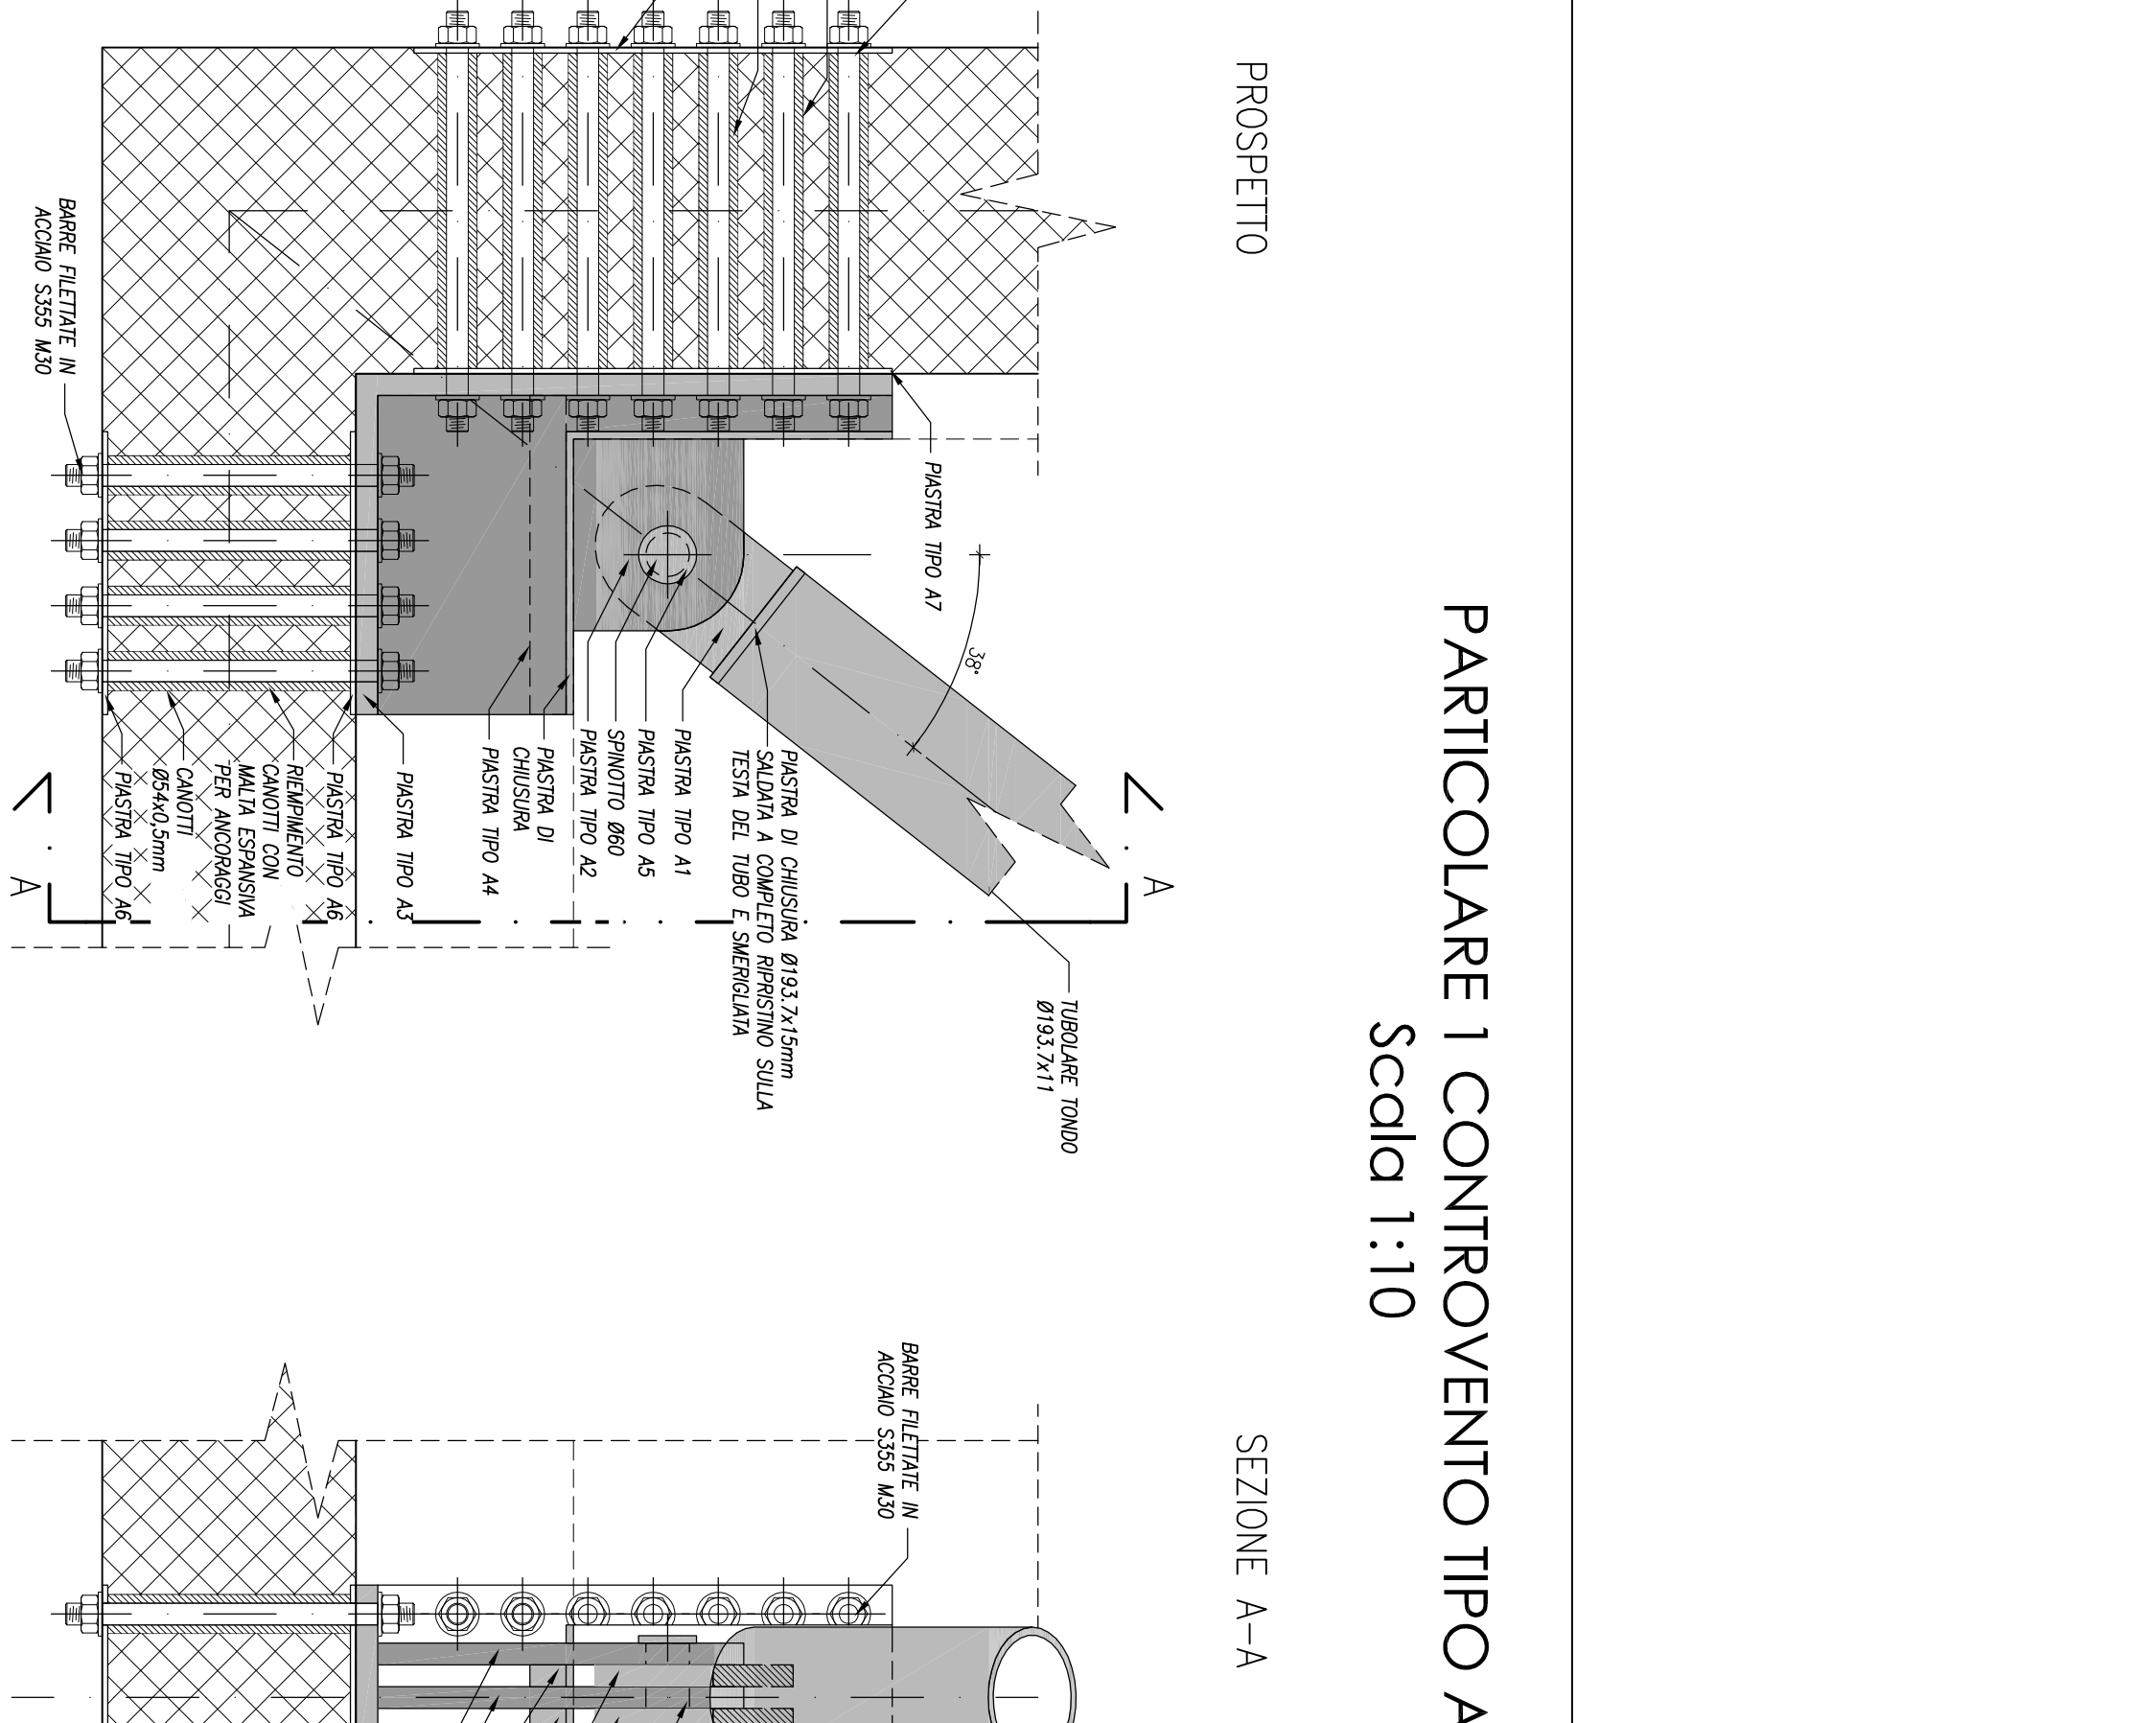 PARTICOLARE 1 CONTROVENTO TIPO A
Scala 1:10
PROSPETTO
SEZIONE A-A
TUBOLARE TONDO
Ø193.7x11
A
38°
PIASTRA TIPO A7
PIASTRA DI CHIUSURA Ø193.7x15mm
SALDATA A COMPLETO RIPRISTINO SULLA
TESTA DEL TUBO E SMERIGLIATA
PIASTRA TIPO A1
PIASTRA TIPO A5
SPINOTTO Ø60
PIASTRA TIPO A2
PIASTRA DI
CHIUSURA
PIASTRA TIPO A4
PIASTRA TIPO A3
PIASTRA TIPO A6
RIEMPIMENTO
CANOTTI CON
MALTA ESPANSIVA
PER ANCORAGGI
CANOTTI
Ø54x0,5mm
PIASTRA TIPO A6
BARRE FILETTATE IN
ACCIAIO S355 M30
A
BARRE FILETTATE IN
ACCIAIO S355 M30